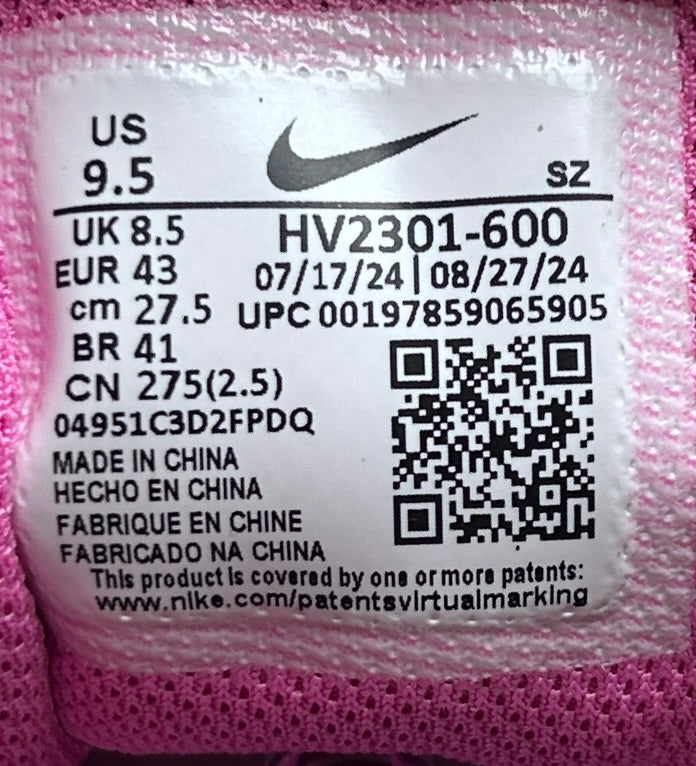 US
9.5
SZ
UK 8.5
HV2301-600
EUR 43
07/17/24|08/27/24
cm 27.5
UPC 00197859065905
BR 41
CN 275(2.5)
04951C3D2FPDQ
MADE IN CHINA
HECHO EN CHINA
FABRIQUE EN CHINE
FABRICADO NA CHINA
This product is covered by one or more patents:
www.nike.com/patentsvirtualmarking